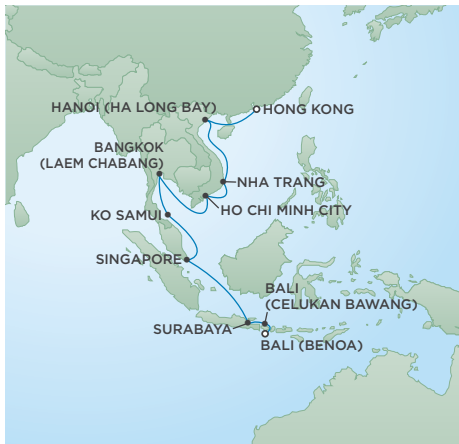 HANOI (HA LONG BAY)
HONG KONG
BANGKOK
(LAEM CHABANG)
NHA TRANG
HO CHI MINH CITY
KO SAMUI
SINGAPORE
BALI
(CELUKAN BAWANG)
SURABAYA
BALI (BENOA)